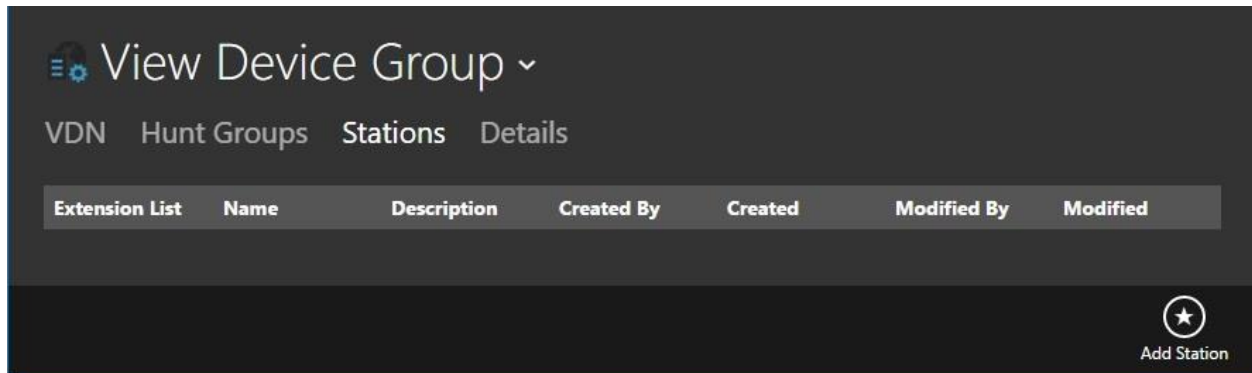 View Device Group
VDN Hunt Groups Stations Details
Extension List Name Description Created By Created Modified By Modified
Add Station